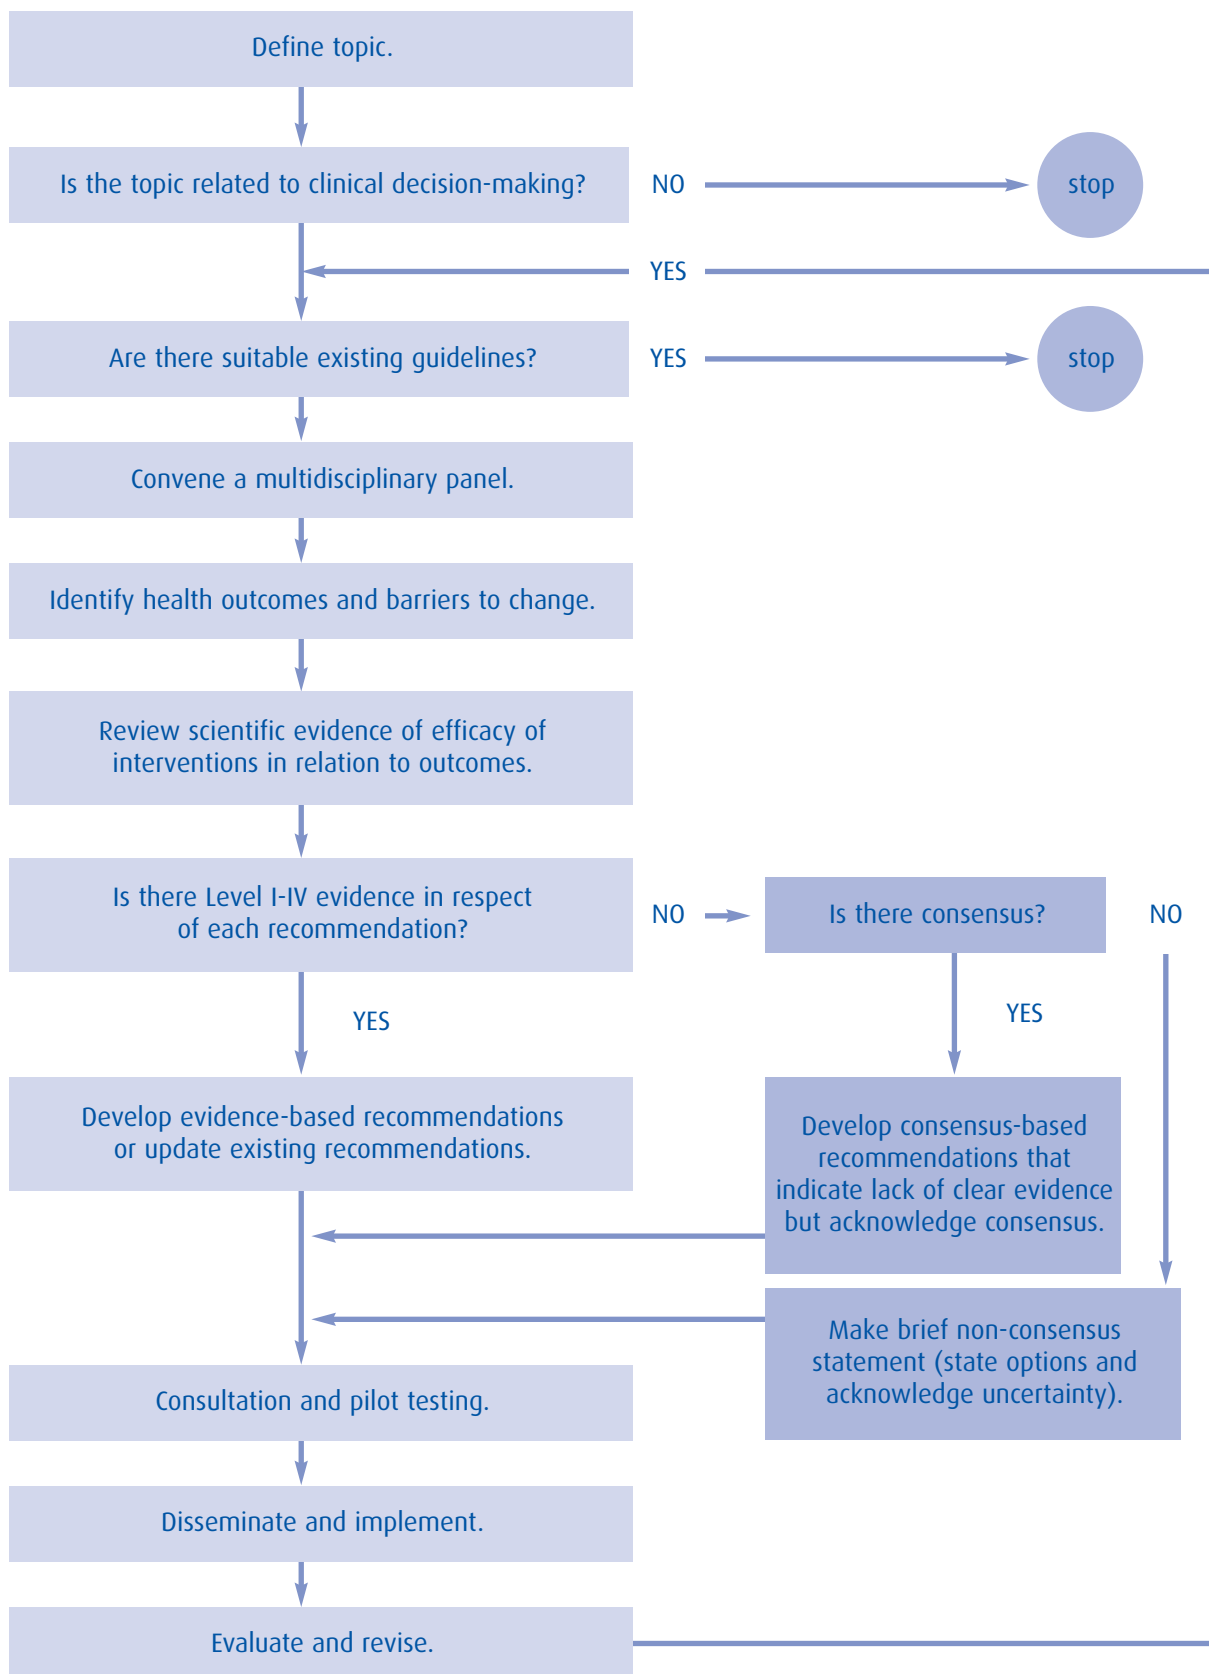 Define topic.
Is the topic related to clinical decision-making?
NO
stop
YES
Are there suitable existing guidelines?
YES
stop
Convene a multidisciplinary panel.
Identify health outcomes and barriers to change.
Review scientific evidence of efficacy of
interventions in relation to outcomes.
Is there Level I-IV evidence in respect
of each recommendation?
NO
Is there consensus?
NO
YES
YES
Develop evidence-based recommendations
or update existing recommendations.
Develop consensus-based
recommendations that
indicate lack of clear evidence
but acknowledge consensus.
Make brief non-consensus
statement (state options and
acknowledge uncertainty).
Consultation and pilot testing.
Disseminate and implement.
Evaluate and revise.